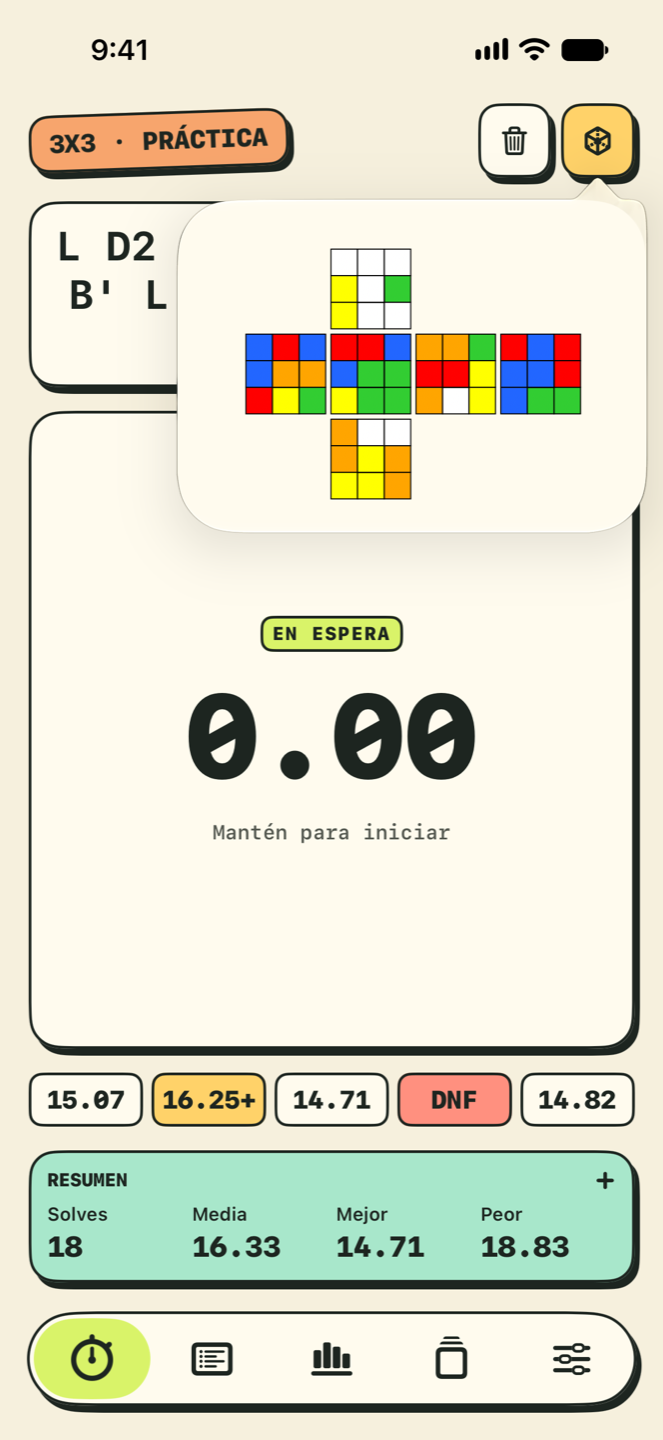 9:41
3X3 · PRÁCTICA
L D2
B' L
EN ESPERA
0.00
Mantén para iniciar
15.07 16.25+ 14.71 DNF 14.82
RESUMEN +
Solves Media Mejor Peor
18 16.33 14.71 18.83